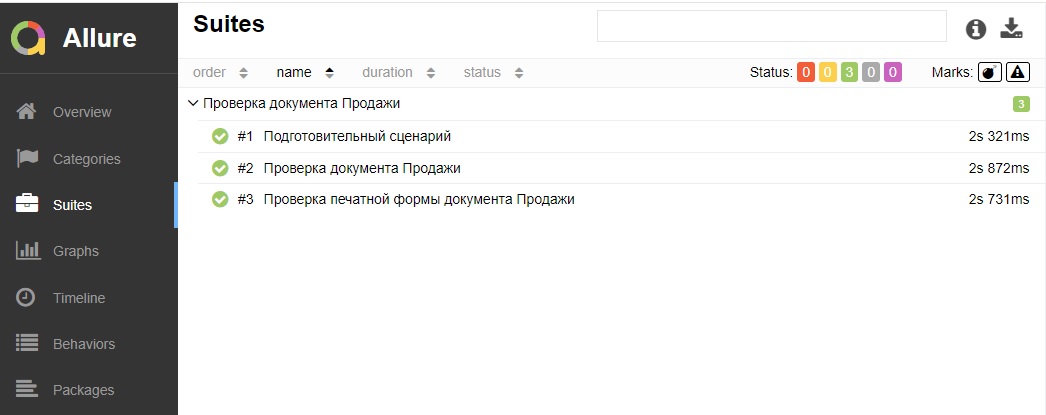 Allure
Suites
order name duration status Status: 0 0 3 0 0 Marks:
Overview
Categories
Suites
Graphs
Timeline
Behaviors
Packages
Проверка документа Продажи 3
#1 Подготовительный сценарий 2s 321ms
#2 Проверка документа Продажи 2s 872ms
#3 Проверка печатной формы документа Продажи 2s 731ms